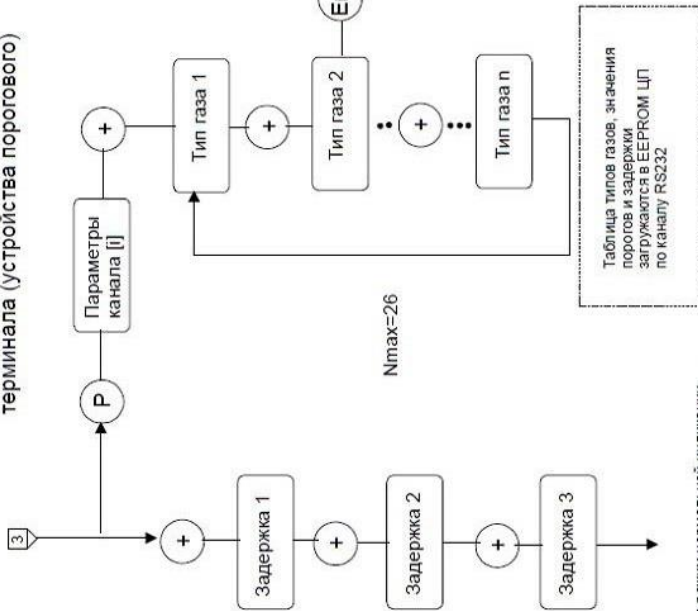 терминала (устройства порогового)
3
P
Параметры
канала [i]
+
Тип газа 1
+
Тип газа 2
+
Тип газа n
Nmax=26
+
Задержка 1
+
Задержка 2
+
Задержка 3
Таблица типов газов, значения
порогов и задержки
загружаются в EEPROM ЦП
по каналу RS232